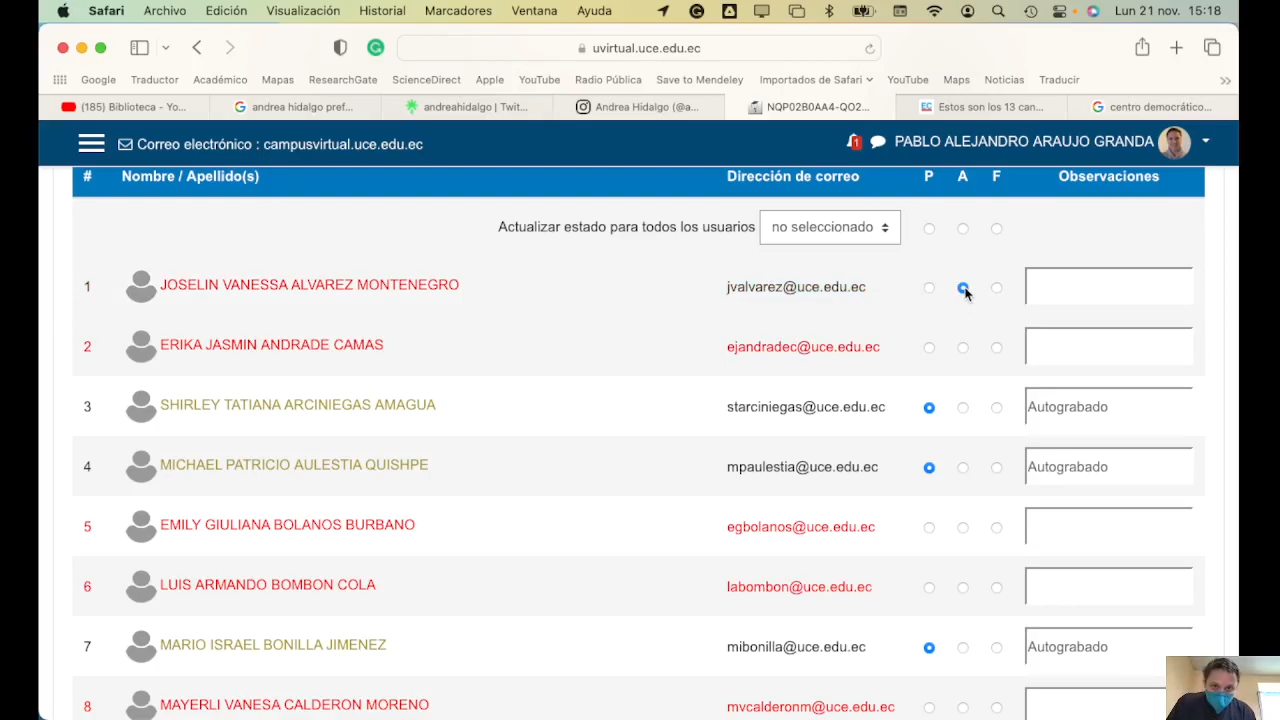 Safari Archivo Edición Visualización Historial Marcadores Ventana Ayuda Lun 21 nov. 15:18
uvirtual.uce.edu.ec
Google Traductor Académico Mapas ResearchGate ScienceDirect Apple YouTube Radio Pública Save to Mendeley Importados de Safari YouTube Maps Noticias Traducir
(185) Biblioteca - Yo... andrea hidalgo pref... andreahidalgo | Twit... Andrea Hidalgo (@a... NQP02B0AA4-QO2... Estos son los 13 can... centro democrático...
Correo electrónico : campusvirtual.uce.edu.ec 1 PABLO ALEJANDRO ARAUJO GRANDA
# Nombre / Apellido(s) Dirección de correo P A F Observaciones
Actualizar estado para todos los usuarios no seleccionado
1 JOSELIN VANESSA ALVAREZ MONTENEGRO jvalvarez@uce.edu.ec
2 ERIKA JASMIN ANDRADE CAMAS ejandradec@uce.edu.ec
3 SHIRLEY TATIANA ARCINIEGAS AMAGUA starciniegas@uce.edu.ec Autograbado
4 MICHAEL PATRICIO AULESTIA QUISHPE mpaulestia@uce.edu.ec Autograbado
5 EMILY GIULIANA BOLANOS BURBANO egbolanos@uce.edu.ec
6 LUIS ARMANDO BOMBON COLA labombon@uce.edu.ec
7 MARIO ISRAEL BONILLA JIMENEZ mibonilla@uce.edu.ec Autograbado
8 MAYERLI VANESA CALDERON MORENO mvcalderonm@uce.edu.ec